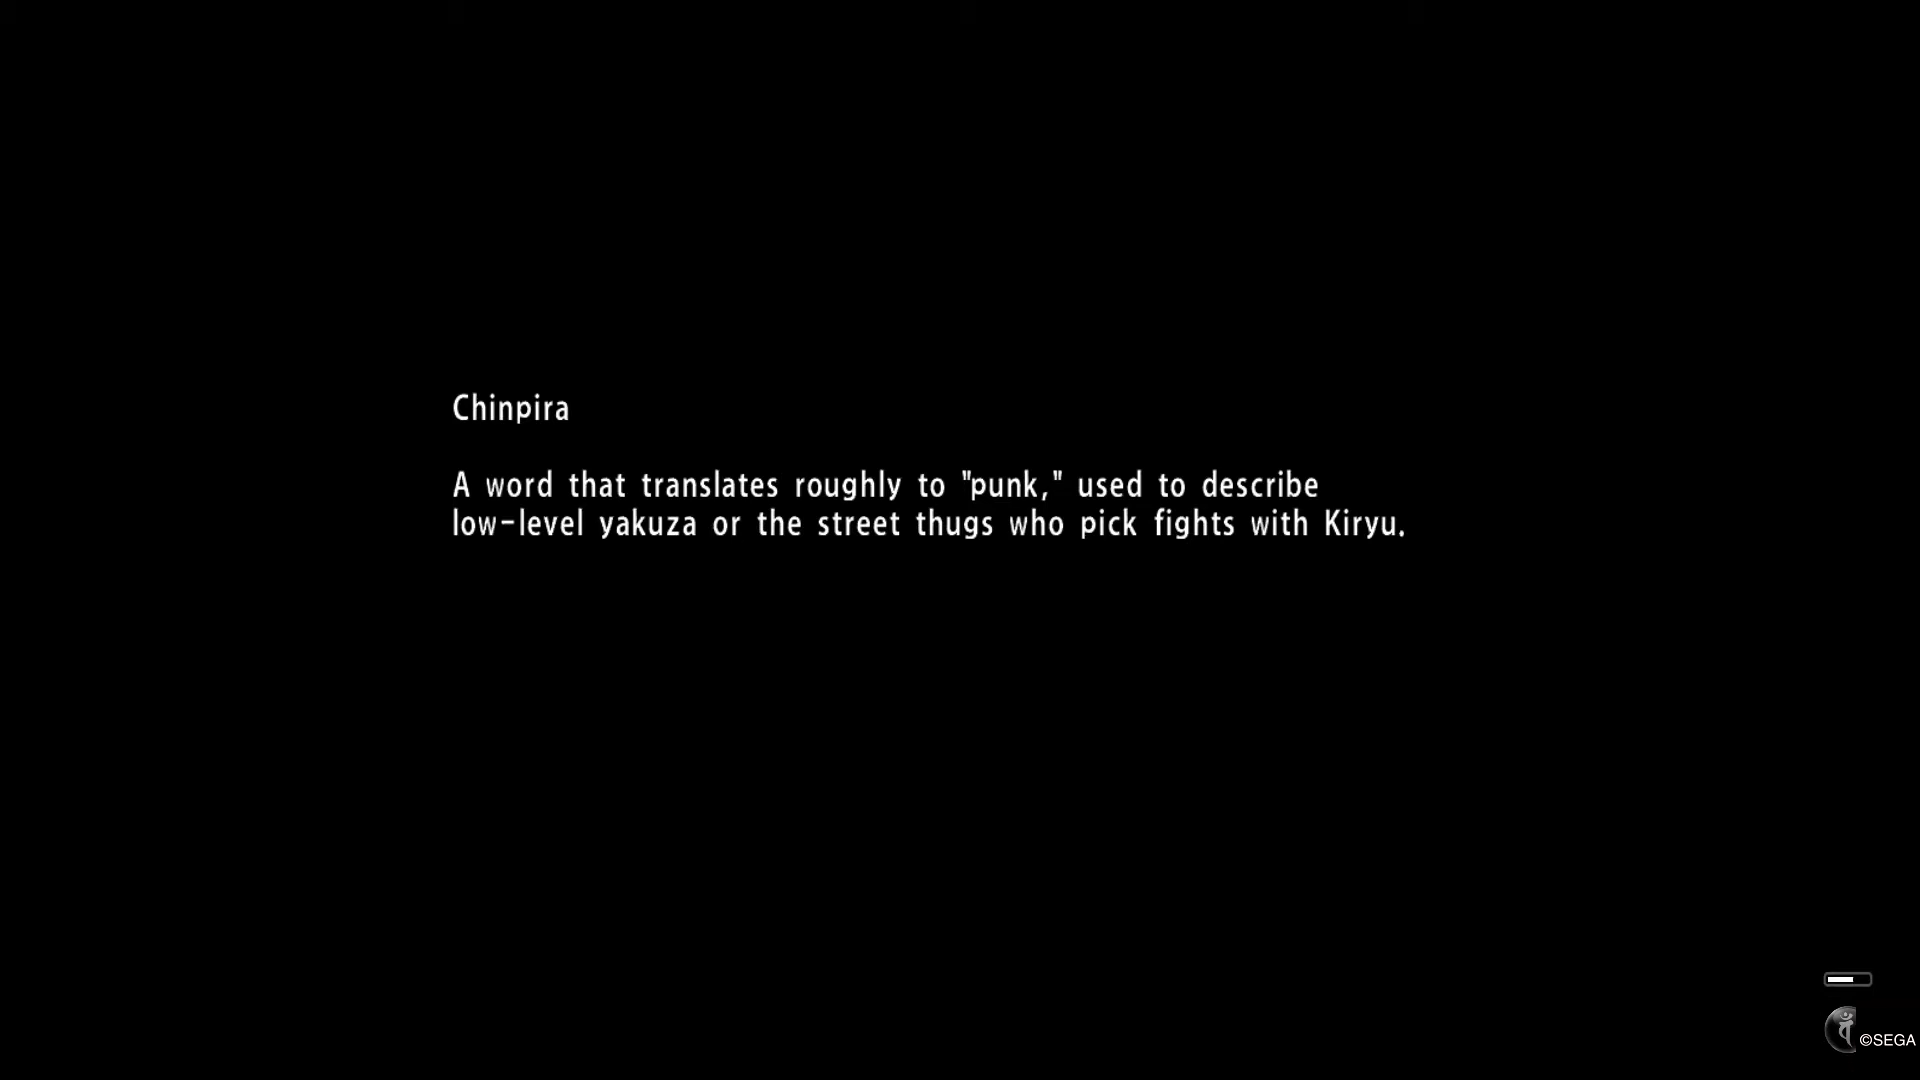 Chinpira
A word that translates roughly to "punk," used to describe
low-level yakuza or the street thugs who pick fights with Kiryu.
©SEGA